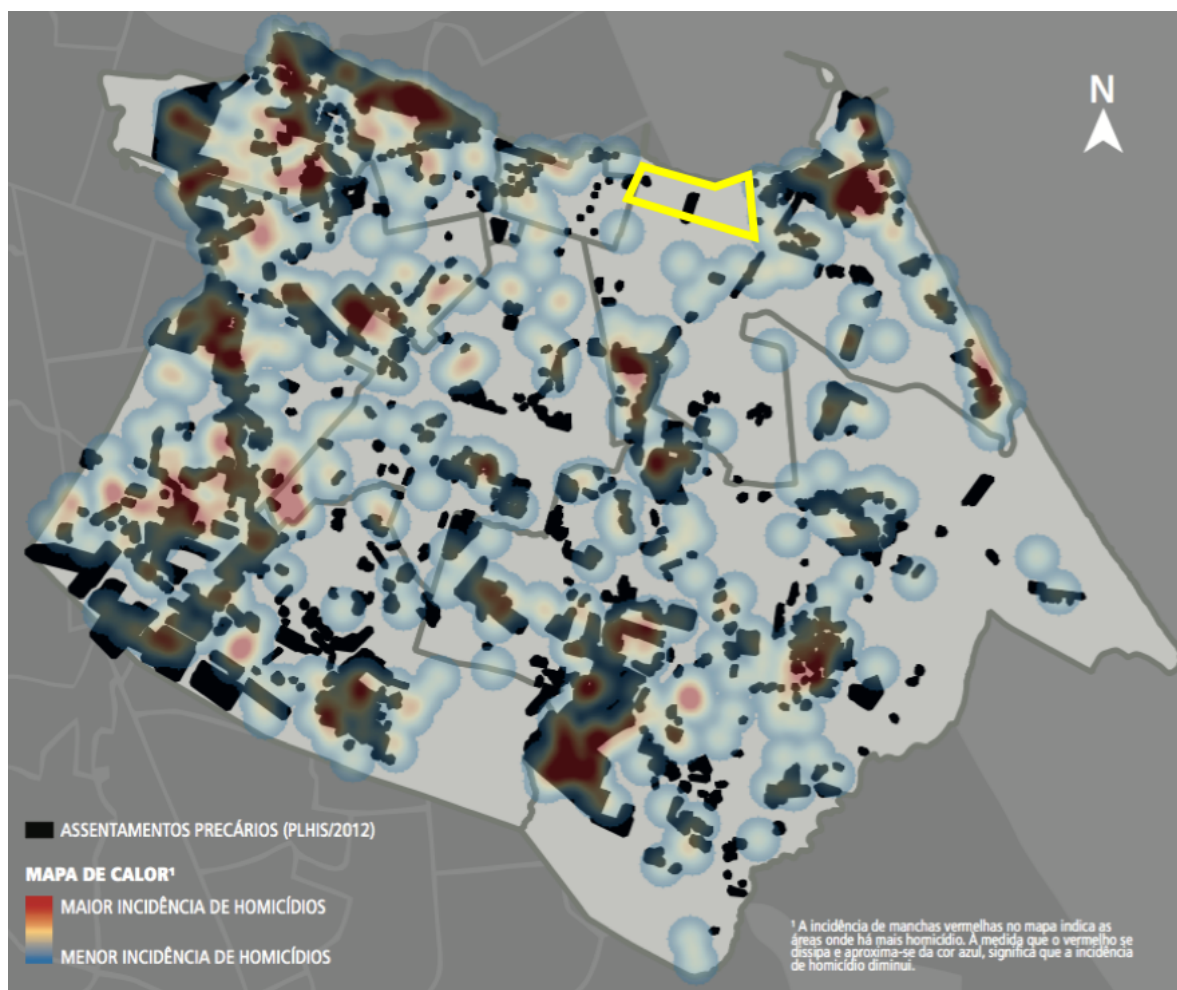 N
ASSENTAMENTOS PRECÁRIOS (PLHIS/2012)
MAPA DE CALOR¹
MAIOR INCIDÊNCIA DE HOMICÍDIOS
MENOR INCIDÊNCIA DE HOMICÍDIOS
¹ A incidência de manchas vermelhas no mapa indica as
áreas onde há mais homicídio. À medida que o vermelho se
dissipa e aproxima-se da cor azul, significa que a incidência
de homicídio diminui.